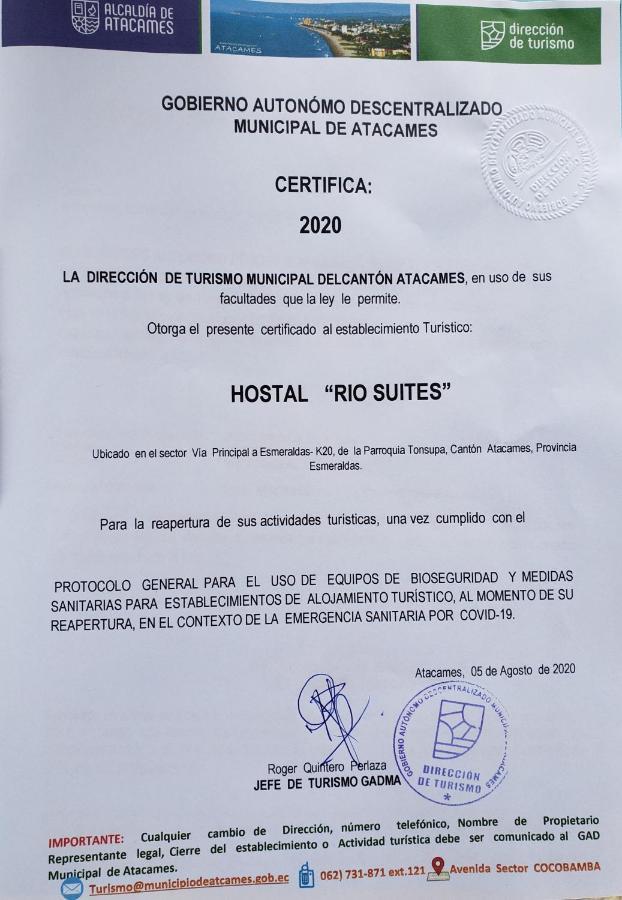 ALCALDÍA DE
ATACAMES
ATACAMES
dirección
de turismo
GOBIERNO AUTONÓMO DESCENTRALIZADO
MUNICIPAL DE ATACAMES
CERTIFICA:
2020
LA DIRECCIÓN DE TURISMO MUNICIPAL DELCANTÓN ATACAMES, en uso de sus
facultades que la ley le permite.
Otorga el presente certificado al establecimiento Turístico:
HOSTAL “RIO SUITES”
Ubicado en el sector Via Principal a Esmeraldas- K20, de la Parroquia Tonsupa, Cantón Atacames, Provincia
Esmeraldas.
Para la reapertura de sus actividades turisticas, una vez cumplido con el
PROTOCOLO GENERAL PARA EL USO DE EQUIPOS DE BIOSEGURIDAD Y MEDIDAS
SANITARIAS PARA ESTABLECIMIENTOS DE ALOJAMIENTO TURÍSTICO, AL MOMENTO DE SU
REAPERTURA, EN EL CONTEXTO DE LA EMERGENCIA SANITARIA POR COVID-19.
Atacames, 05 de Agosto de 2020
Roger Quintero Perlaza
JEFE DE TURISMO GADMA
GOBIERNO AUTONÓMO DESCENTRALIZADO MUNICIPAL ATACAMES
DIRECCIÓN
DE TURISMO
IMPORTANTE: Cualquier cambio de Dirección, número telefónico, Nombre de Propietario
Representante legal, Cierre del establecimiento o Actividad turística debe ser comunicado al GAD
Municipal de Atacames.
Turismo@municipiodeatcames.gob.ec 062) 731-871 ext.121 Avenida Sector COCOBAMBA